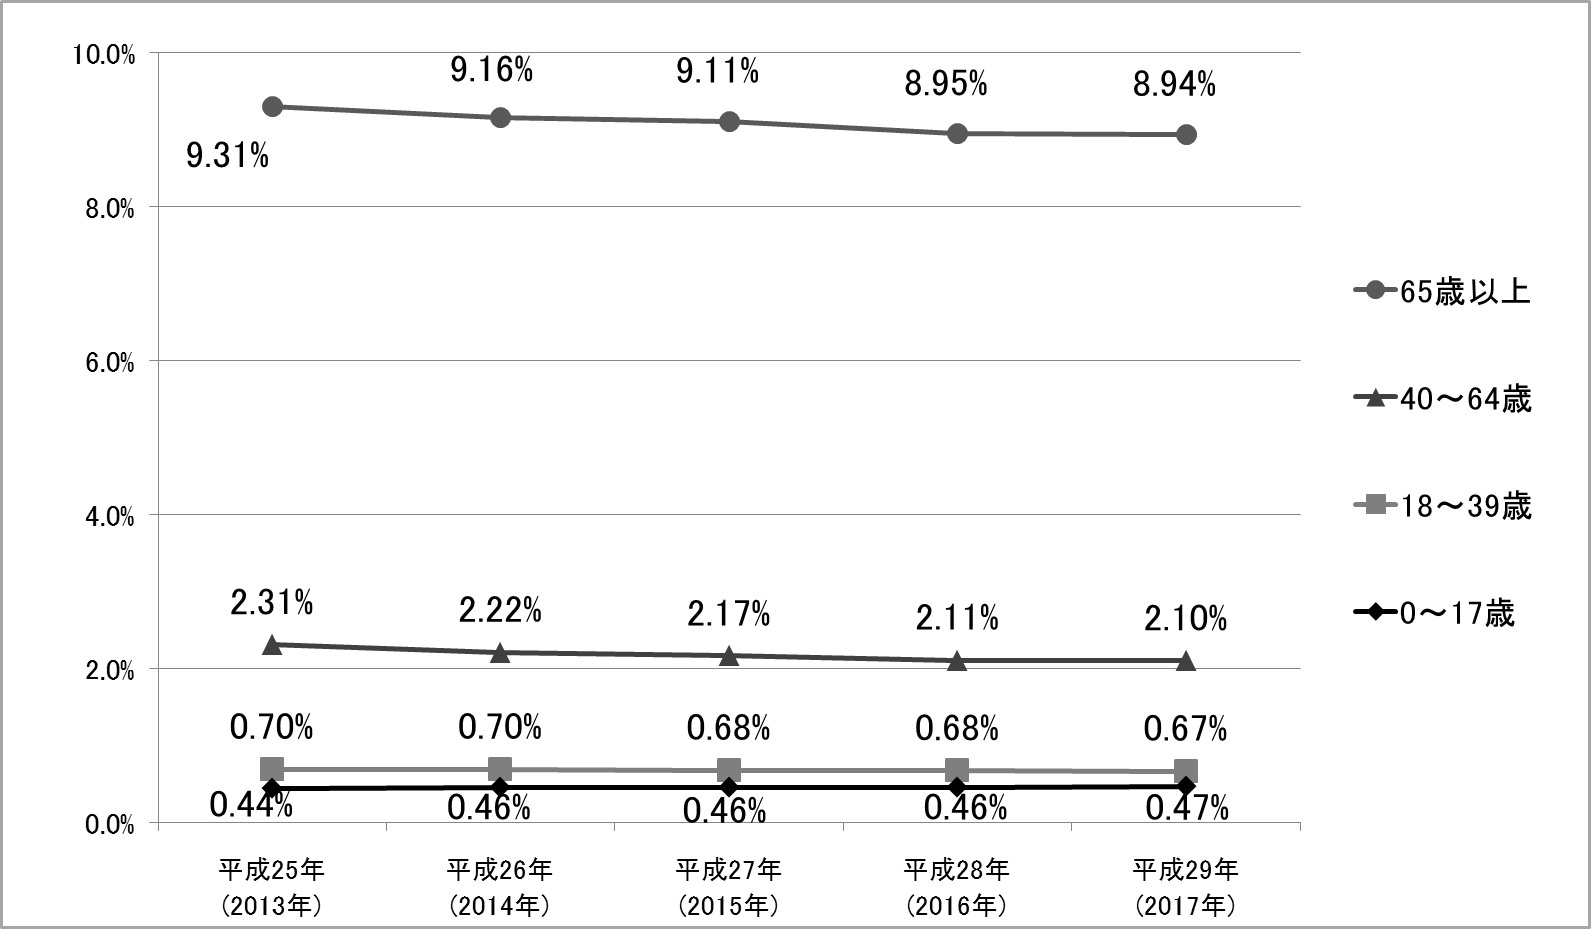 10.0%
8.0%
6.0%
4.0%
2.0%
0.0%
9.31%
9.16%
9.11%
8.95%
8.94%
2.31%
2.22%
2.17%
2.11%
2.10%
0.70%
0.70%
0.68%
0.68%
0.67%
0.44%
0.46%
0.46%
0.46%
0.47%
平成25年
(2013年)
平成26年
(2014年)
平成27年
(2015年)
平成28年
(2016年)
平成29年
(2017年)
65歳以上
40～64歳
18～39歳
0～17歳